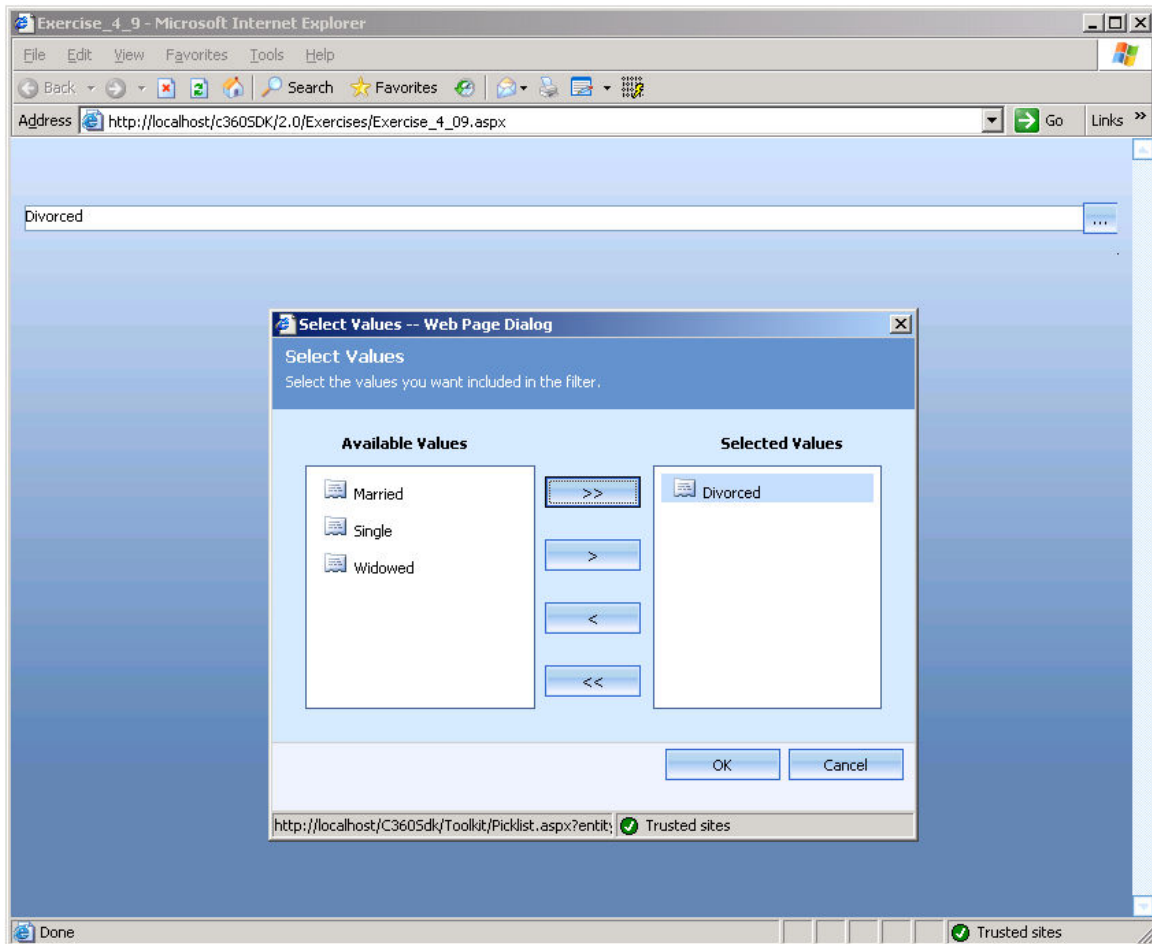 Exercise_4_9 - Microsoft Internet Explorer
File Edit View Favorites Tools Help
Back Search Favorites
Address http://localhost/c360SDK/2.0/Exercises/Exercise_4_09.aspx Go Links »
Divorced ...
Select Values -- Web Page Dialog
Select Values
Select the values you want included in the filter.
Available Values Selected Values
Married >> Divorced
Single
Widowed >
<
<<
OK Cancel
http://localhost/C360Sdk/Toolkit/Picklist.aspx?entity Trusted sites
Done Trusted sites